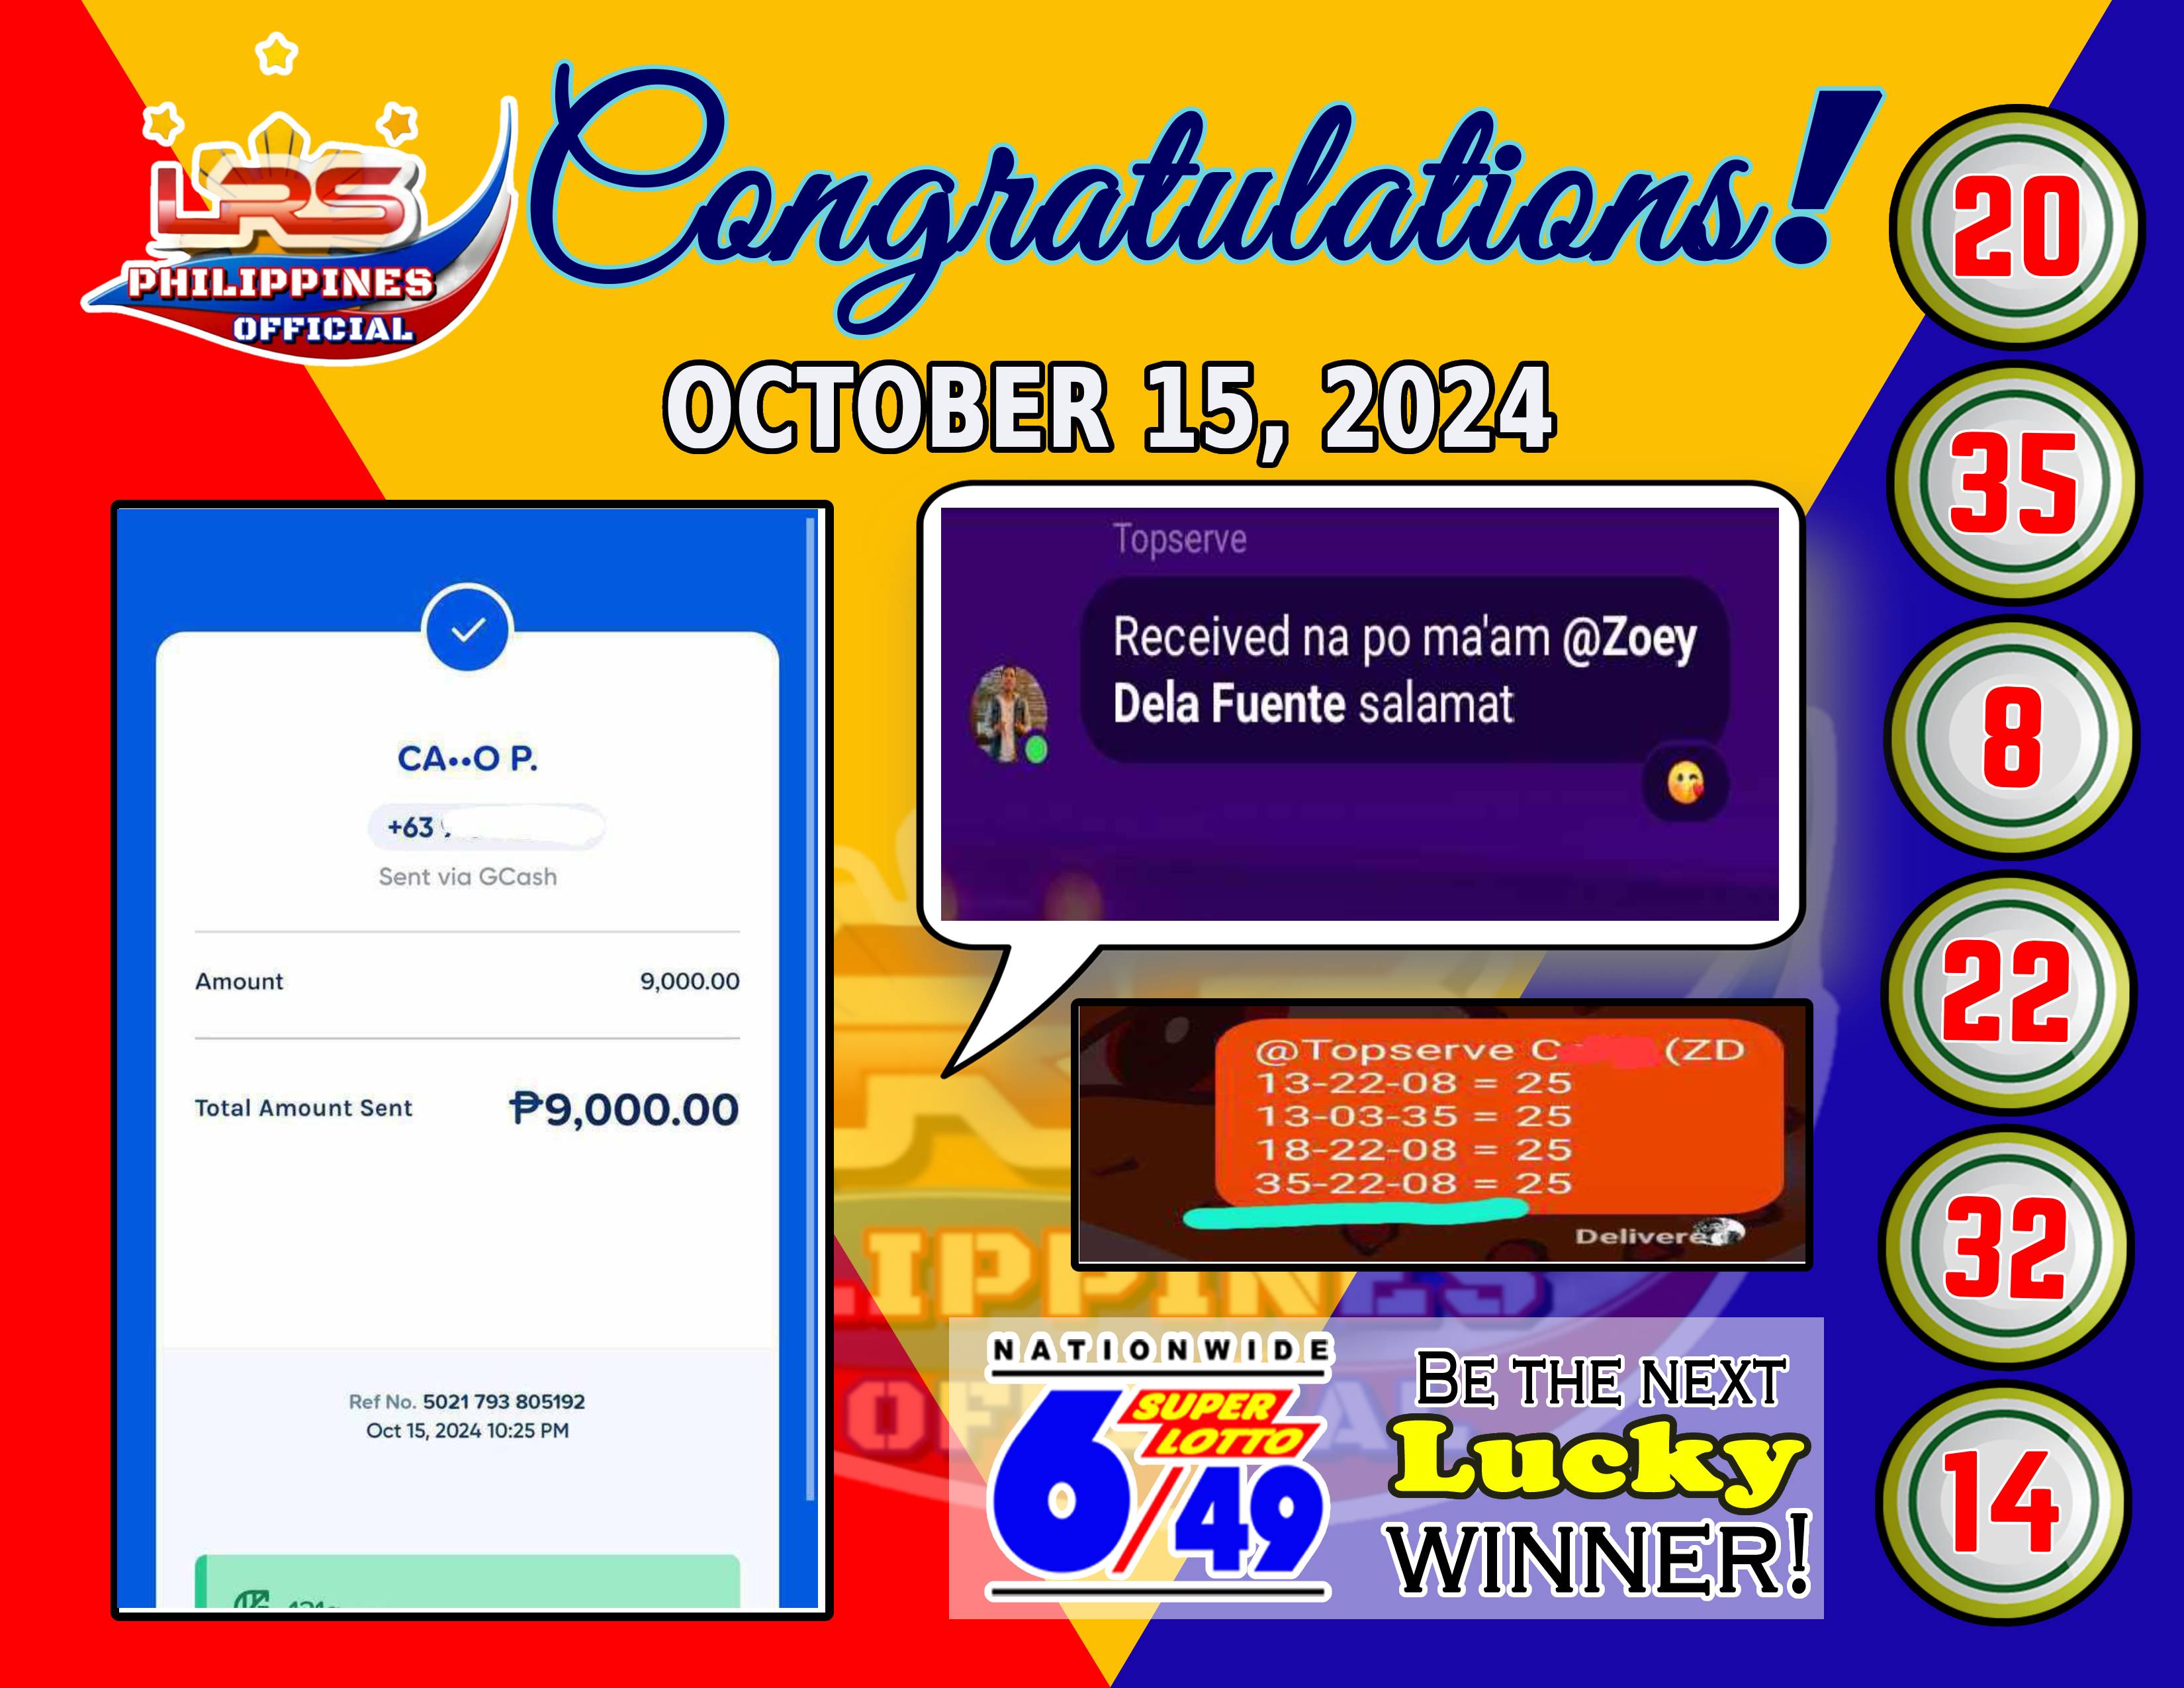 LRS
PHILIPPINES
OFFICIAL
Congratulations!
OCTOBER 15, 2024
CA••O P.
+63
Sent via GCash
Amount 9,000.00
Total Amount Sent ₱9,000.00
Ref No. 5021 793 805192
Oct 15, 2024 10:25 PM
Topserve
Received na po ma'am @Zoey
Dela Fuente salamat
@Topserve C (ZD
13-22-08 = 25
13-03-35 = 25
18-22-08 = 25
35-22-08 = 25
Delivered
NATIONWIDE
SUPER
LOTTO
6/49
BE THE NEXT
Lucky
WINNER!
20
35
8
22
32
14